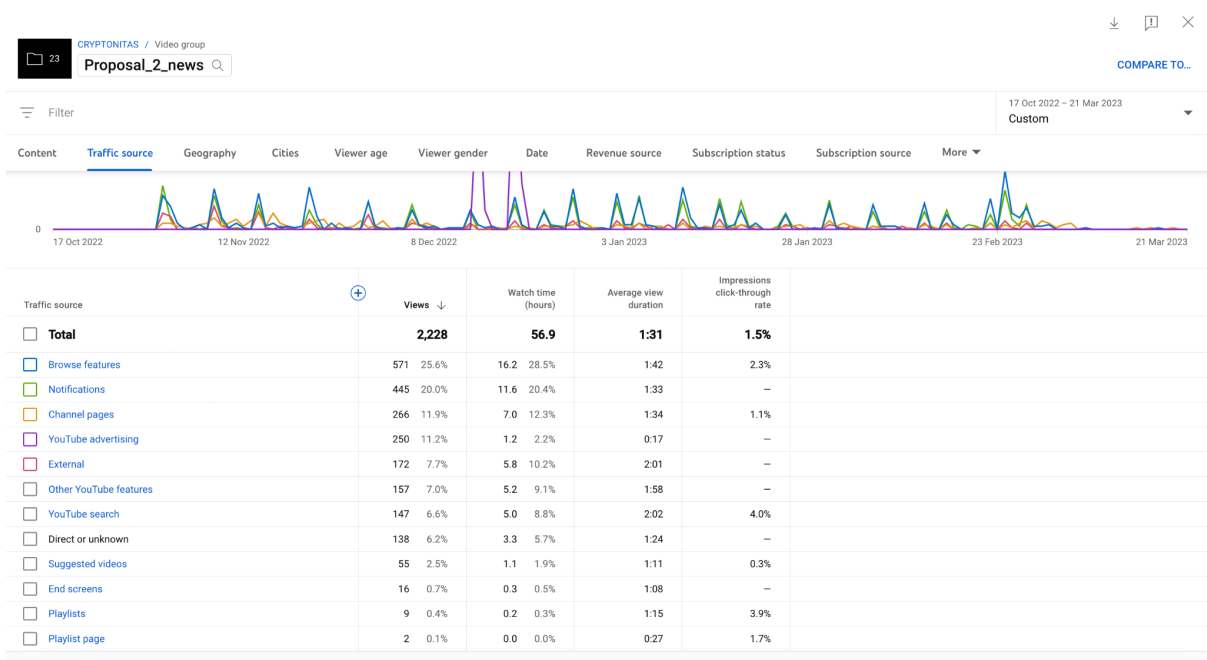 CRYPTONITAS / Video group
23
Proposal_2_news
COMPARE TO...
Filter
17 Oct 2022 – 21 Mar 2023
Custom
Content Traffic source Geography Cities Viewer age Viewer gender Date Revenue source Subscription status Subscription source More
0
17 Oct 2022 12 Nov 2022 8 Dec 2022 3 Jan 2023 28 Jan 2023 23 Feb 2023 21 Mar 2023
Traffic source Views Watch time (hours) Average view duration Impressions click-through rate
Total 2,228 56.9 1:31 1.5%
Browse features 571 25.6% 16.2 28.5% 1:42 2.3%
Notifications 445 20.0% 11.6 20.4% 1:33 –
Channel pages 266 11.9% 7.0 12.3% 1:34 1.1%
YouTube advertising 250 11.2% 1.2 2.2% 0:17 –
External 172 7.7% 5.8 10.2% 2:01 –
Other YouTube features 157 7.0% 5.2 9.1% 1:58 –
YouTube search 147 6.6% 5.0 8.8% 2:02 4.0%
Direct or unknown 138 6.2% 3.3 5.7% 1:24 –
Suggested videos 55 2.5% 1.1 1.9% 1:11 0.3%
End screens 16 0.7% 0.3 0.5% 1:08 –
Playlists 9 0.4% 0.2 0.3% 1:15 3.9%
Playlist page 2 0.1% 0.0 0.0% 0:27 1.7%